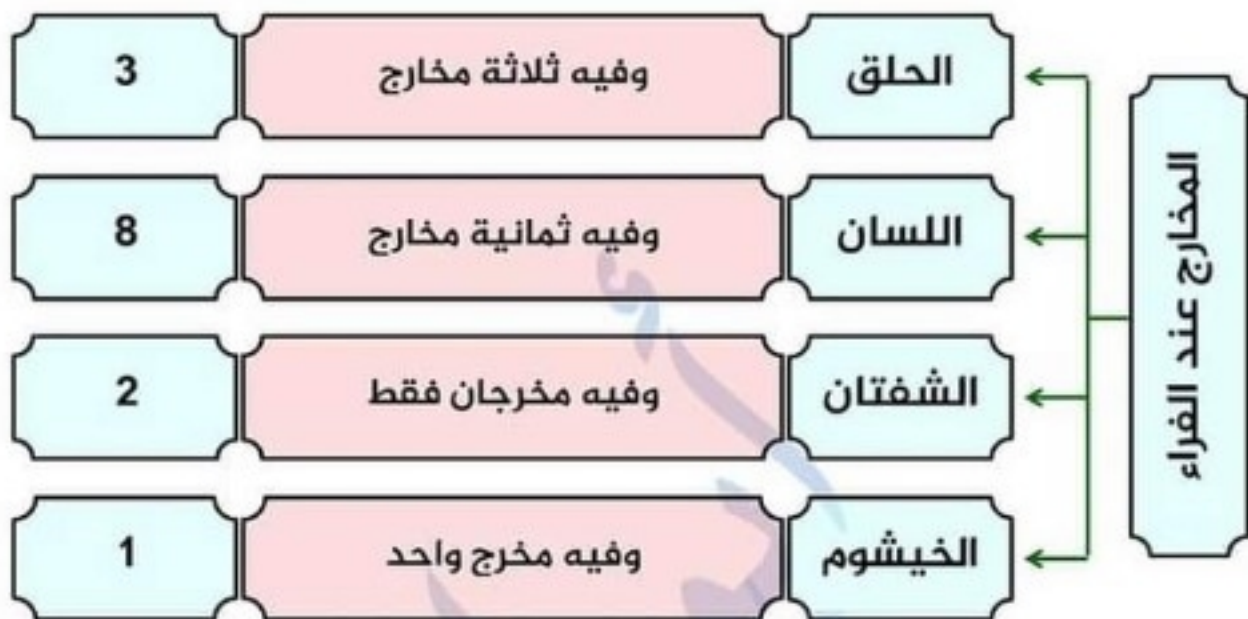 المخارج عند الفراء
الحلق وفيه ثلاثة مخارج 3
اللسان وفيه ثمانية مخارج 8
الشفتان وفيه مخرجان فقط 2
الخيشوم وفيه مخرج واحد 1